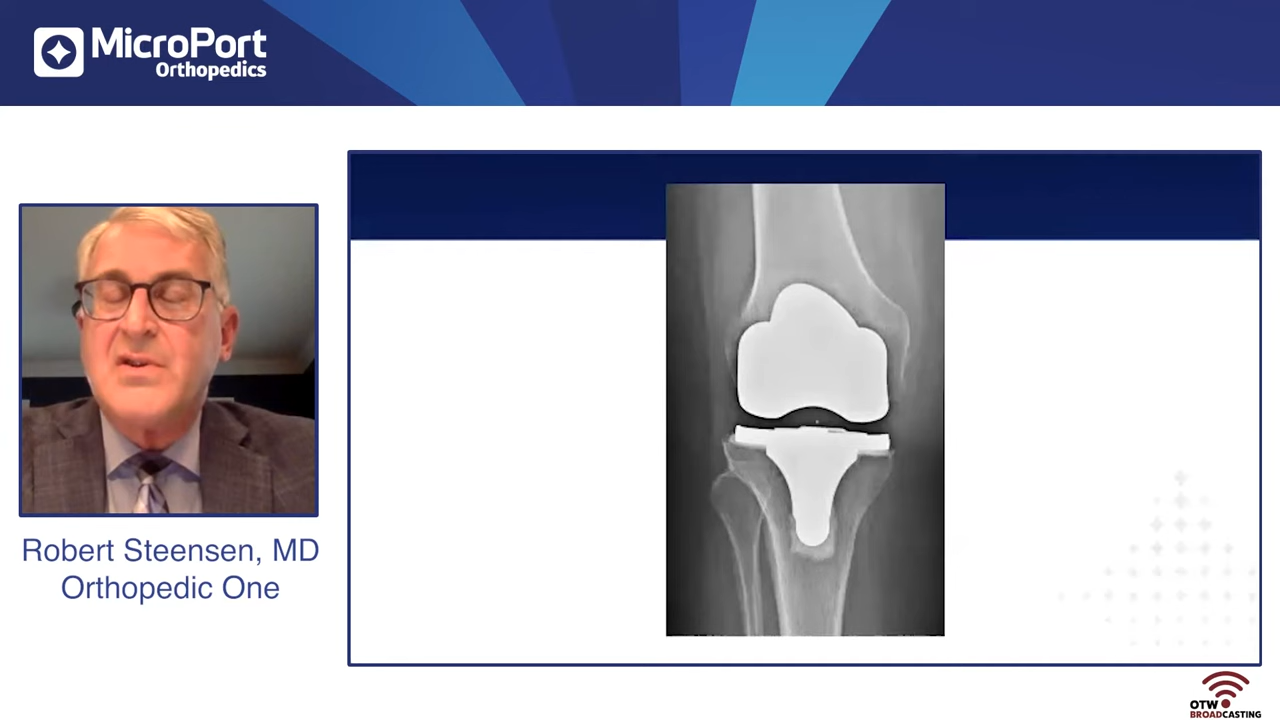 MicroPort
Orthopedics
Robert Steensen, MD
Orthopedic One
OTW
BROADCASTING